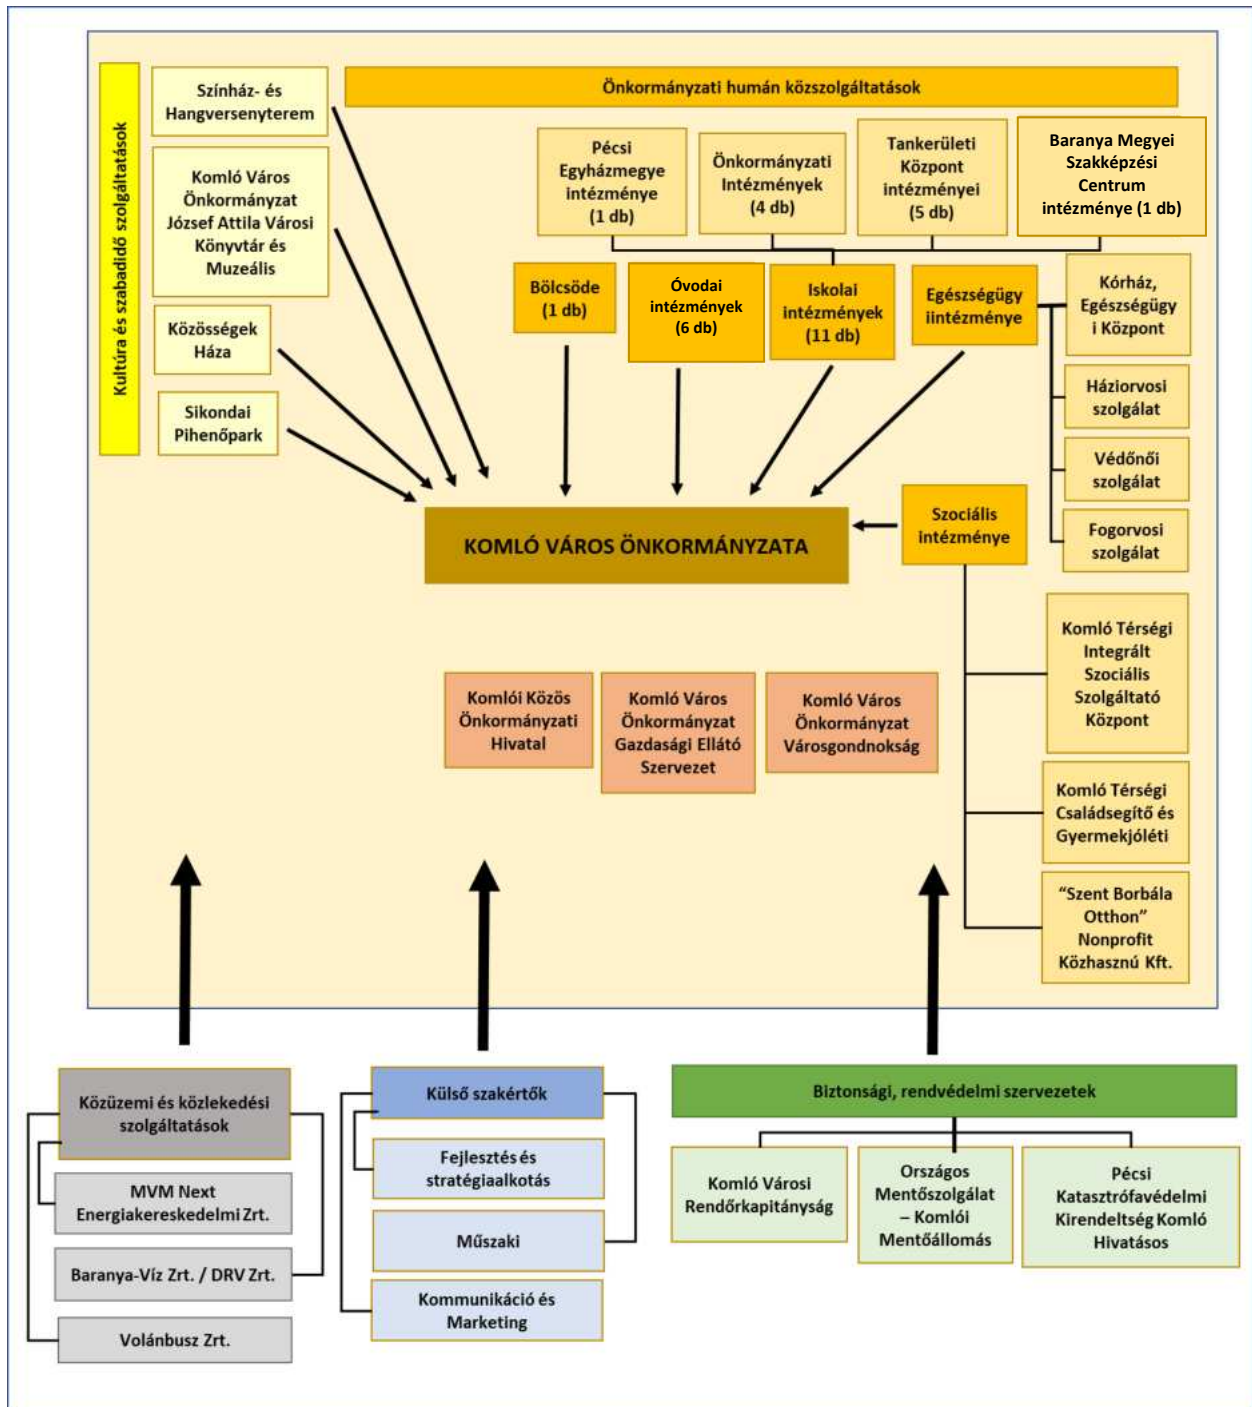 Kultúra és szabadidő szolgáltatások
Színház- és
Hangversenyterem
Komló Város
Önkormányzat
József Attila Városi
Könyvtár és
Muzeális
Közösségek
Háza
Sikondai
Pihenőpark
Önkormányzati humán közszolgáltatások
Pécsi
Egyházmegye
intézménye
(1 db)
Önkormányzati
Intézmények
(4 db)
Tankerületi
Központ
intézményei
(5 db)
Baranya Megyei
Szakképzési
Centrum
intézménye (1 db)
Bölcsöde
(1 db)
Óvodai
intézmények
(6 db)
Iskolai
intézmények
(11 db)
Egészségügy
iintézménye
Kórház,
Egészségügy
i Központ
Háziorvosi
szolgálat
Védőnői
szolgálat
Fogorvosi
szolgálat
KOMLÓ VÁROS ÖNKORMÁNYZATA
Szociális
intézménye
Komló Térségi
Integrált
Szociális
Szolgáltató
Központ
Komló Térségi
Családsegítő és
Gyermekjóléti
“Szent Borbála
Otthon”
Nonprofit
Közhasznú Kft.
Komlói Közös
Önkormányzati
Hivatal
Komló Város
Önkormányzat
Gazdasági Ellátó
Szervezet
Komló Város
Önkormányzat
Városgondnokság
Közüzemi és közlekedési
szolgáltatások
MVM Next
Energiakereskedelmi Zrt.
Baranya-Víz Zrt. / DRV Zrt.
Volánbusz Zrt.
Külső szakértők
Fejlesztés és
stratégiaalkotás
Műszaki
Kommunikáció és
Marketing
Biztonsági, rendvédelmi szervezetek
Komló Városi
Rendőrkapitányság
Országos
Mentőszolgálat
– Komlói
Mentőállomás
Pécsi
Katasztrófavédelmi
Kirendeltség Komló
Hivatásos